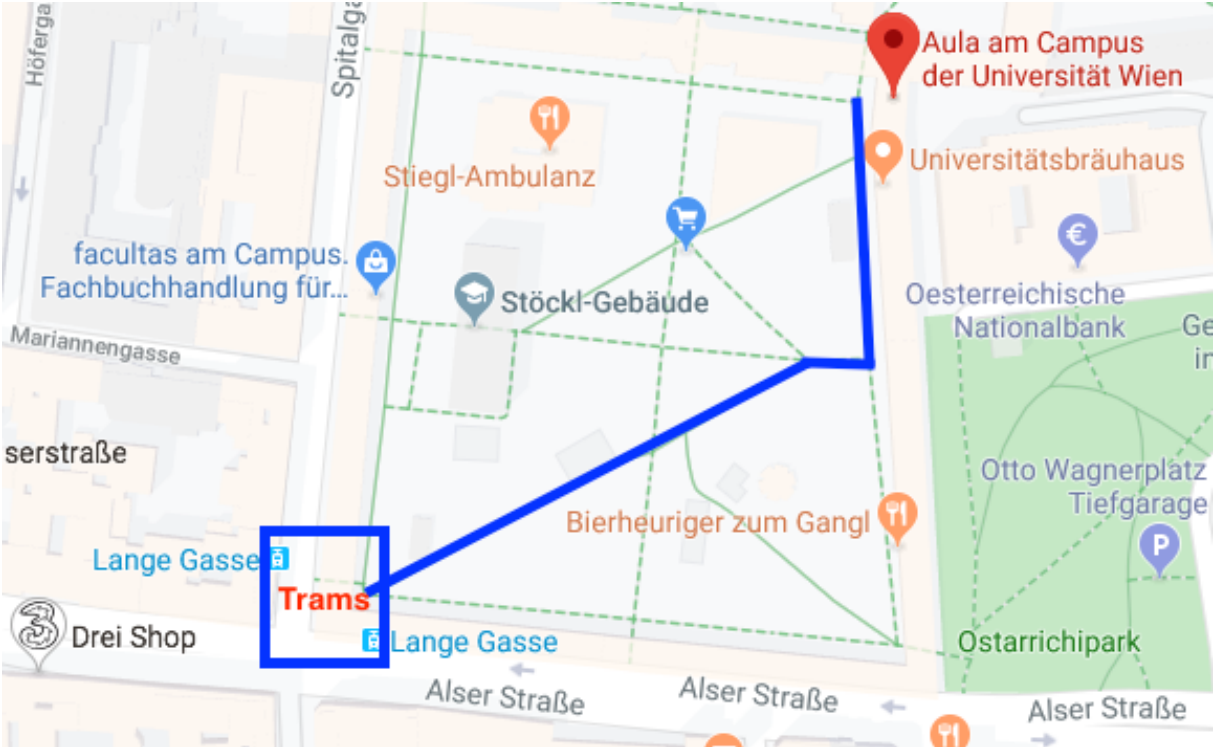 Höferga
Spitalga
Aula am Campus
der Universität Wien
Stiegl-Ambulanz
Universitätsbräuhaus
facultas am Campus.
Fachbuchhandlung für...
€
Stöckl-Gebäude
Oesterreichische
Nationalbank
Ge
in
Mariannengasse
serstraße
Otto Wagnerplatz
Tiefgarage
P
Bierheuriger zum Gangl
Lange Gasse
Trams
3
Drei Shop
Lange Gasse
Ostarrichipark
Alser Straße
Alser Straße
Alser Straße